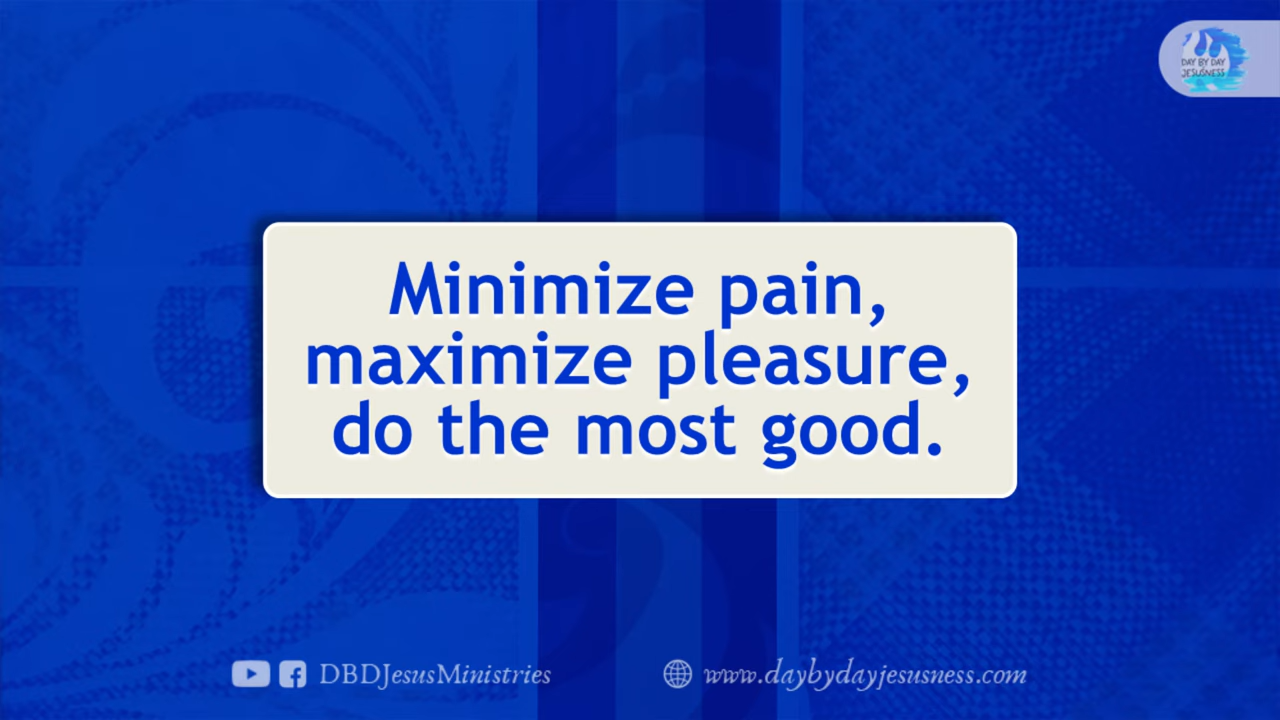 DAY BY DAY
JESUSNESS
Minimize pain,
maximize pleasure,
do the most good.
DBDJesusMinistries
www.daybydayjesusness.com